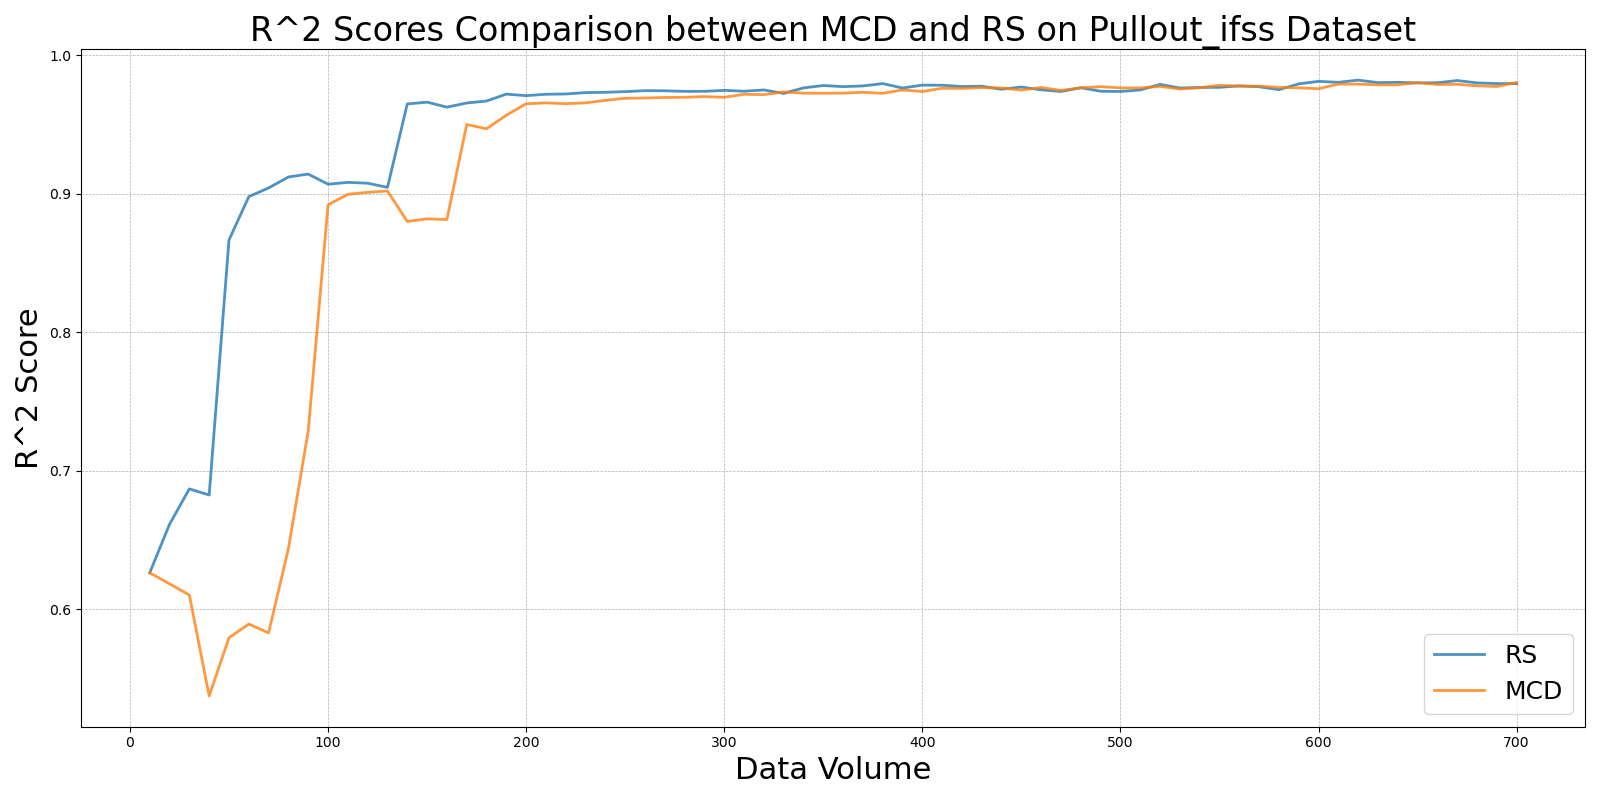 R^2 Scores Comparison between MCD and RS on Pullout_ifss Dataset
1.0
0.9
0.8
0.7
0.6
R^2 Score
0
100
200
300
400
500
600
700
Data Volume
RS
MCD